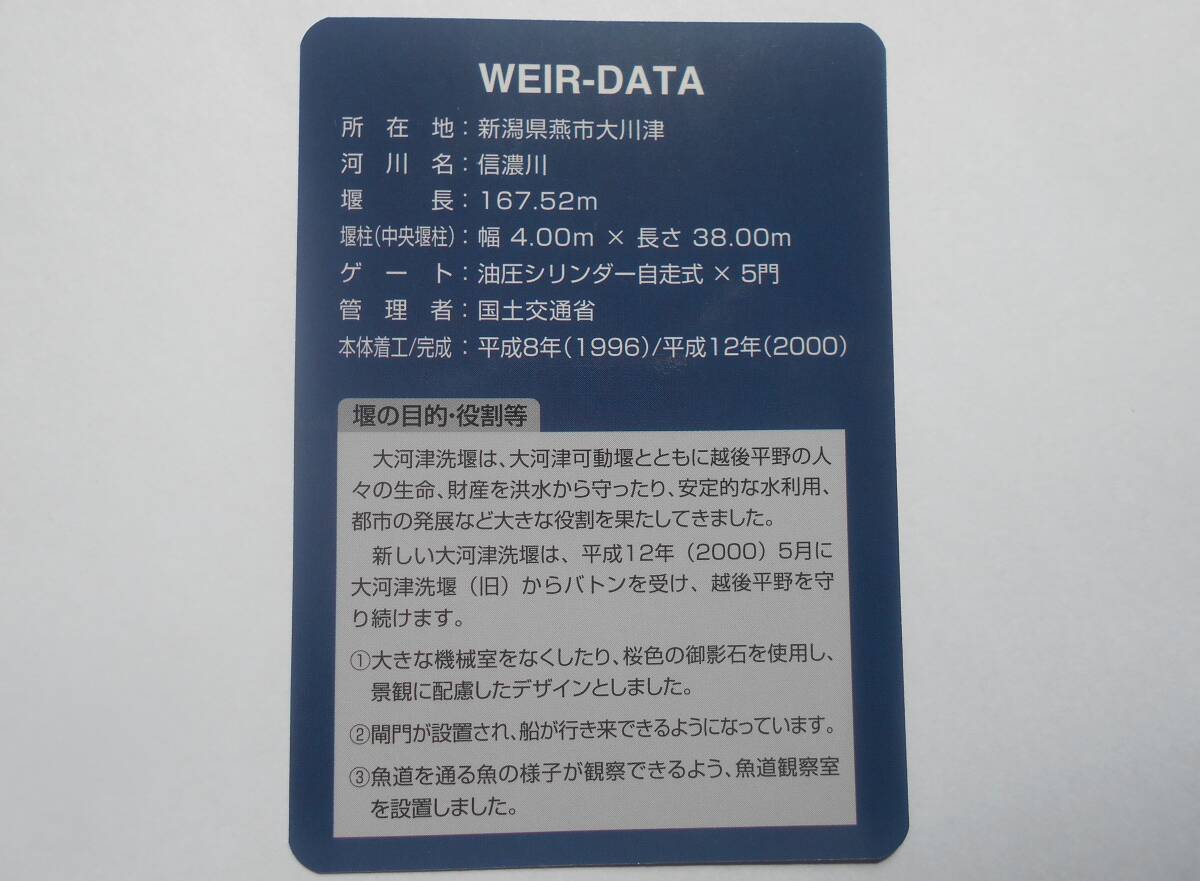 WEIR-DATA
所在地：新潟県燕市大川津
河川名：信濃川
堰長：167.52m
堰柱(中央堰柱)：幅 4.00m × 長さ 38.00m
ゲート：油圧シリンダー自走式 × 5門
管理者：国土交通省
本体着工/完成：平成8年(1996)/平成12年(2000)
堰の目的・役割等
大河津洗堰は、大河津可動堰とともに越後平野の人
々の生命、財産を洪水から守ったり、安定的な水利用、
都市の発展など大きな役割を果たしてきました。
新しい大河津洗堰は、平成12年（2000）5月に
大河津洗堰（旧）からバトンを受け、越後平野を守
り続けます。
①大きな機械室をなくしたり、桜色の御影石を使用し、
景観に配慮したデザインとしました。
②閘門が設置され、船が行き来できるようになっています。
③魚道を通る魚の様子が観察できるよう、魚道観察室
を設置しました。